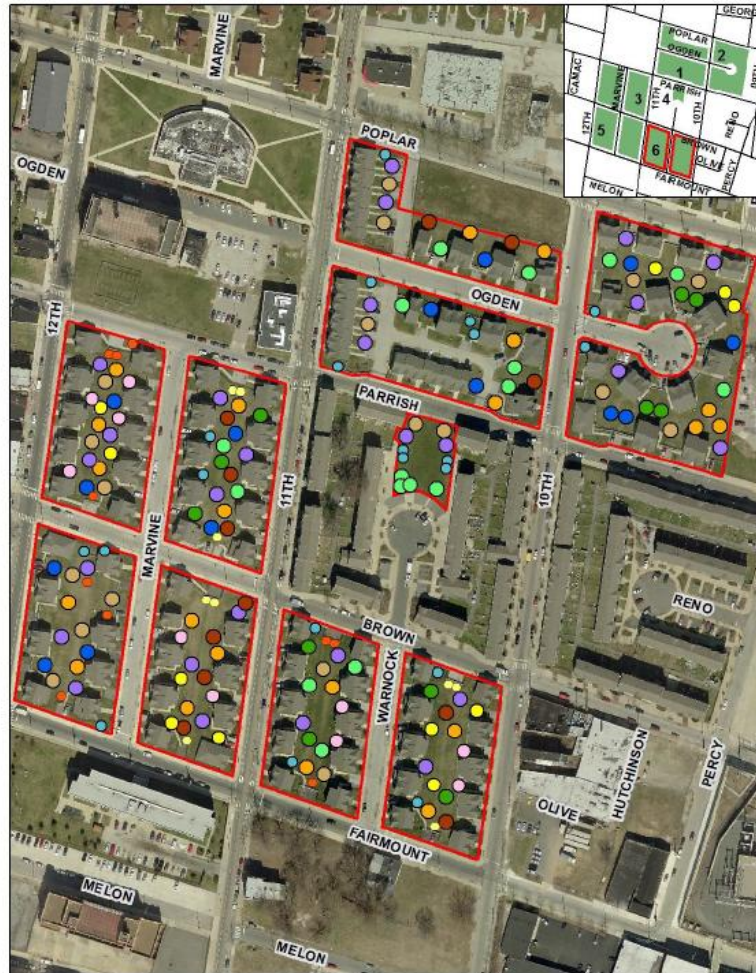 MARVINE
POPLAR
OGDEN
OGDEN
12TH
PARRISH
11TH
10TH
MARVINE
BROWN
RENO
WARNOCK
HUTCHINSON
PERCY
OLIVE
FAIRMOUNT
MELON
MELON
POPLAR
OGDEN
2
CAMAC
MARVINE
1
PARRISH
3
11TH
4
10TH
RENO
12TH
5
6
BROWN
OLIVE
FAIRMOUNT
PERCY
MELON